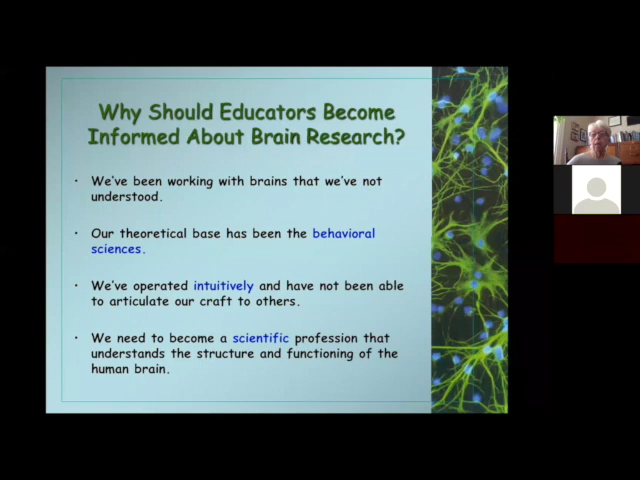 Why Should Educators Become
Informed About Brain Research?
· We've been working with brains that we've not
understood.
· Our theoretical base has been the behavioral
sciences.
· We've operated intuitively and have not been able
to articulate our craft to others.
· We need to become a scientific profession that
understands the structure and functioning of the
human brain.